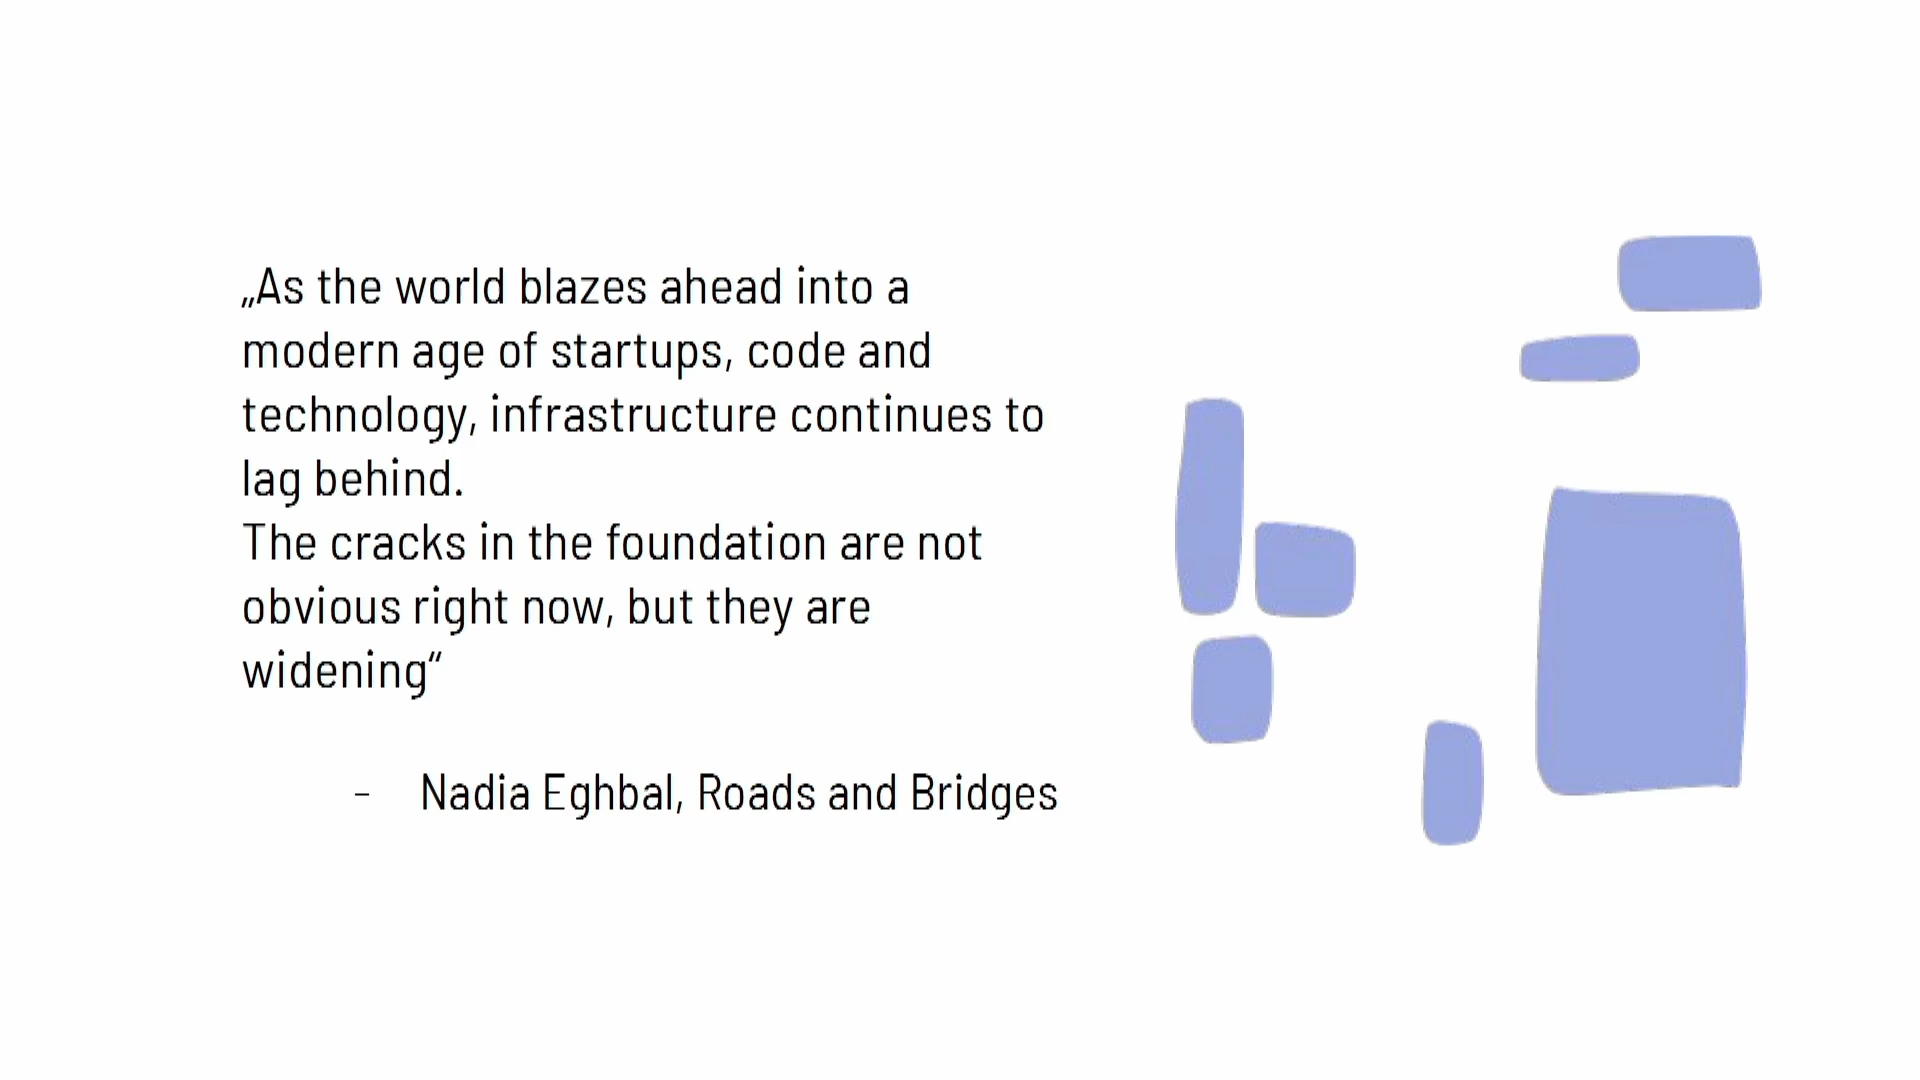 „As the world blazes ahead into a
modern age of startups, code and
technology, infrastructure continues to
lag behind.
The cracks in the foundation are not
obvious right now, but they are
widening“
- Nadia Eghbal, Roads and Bridges